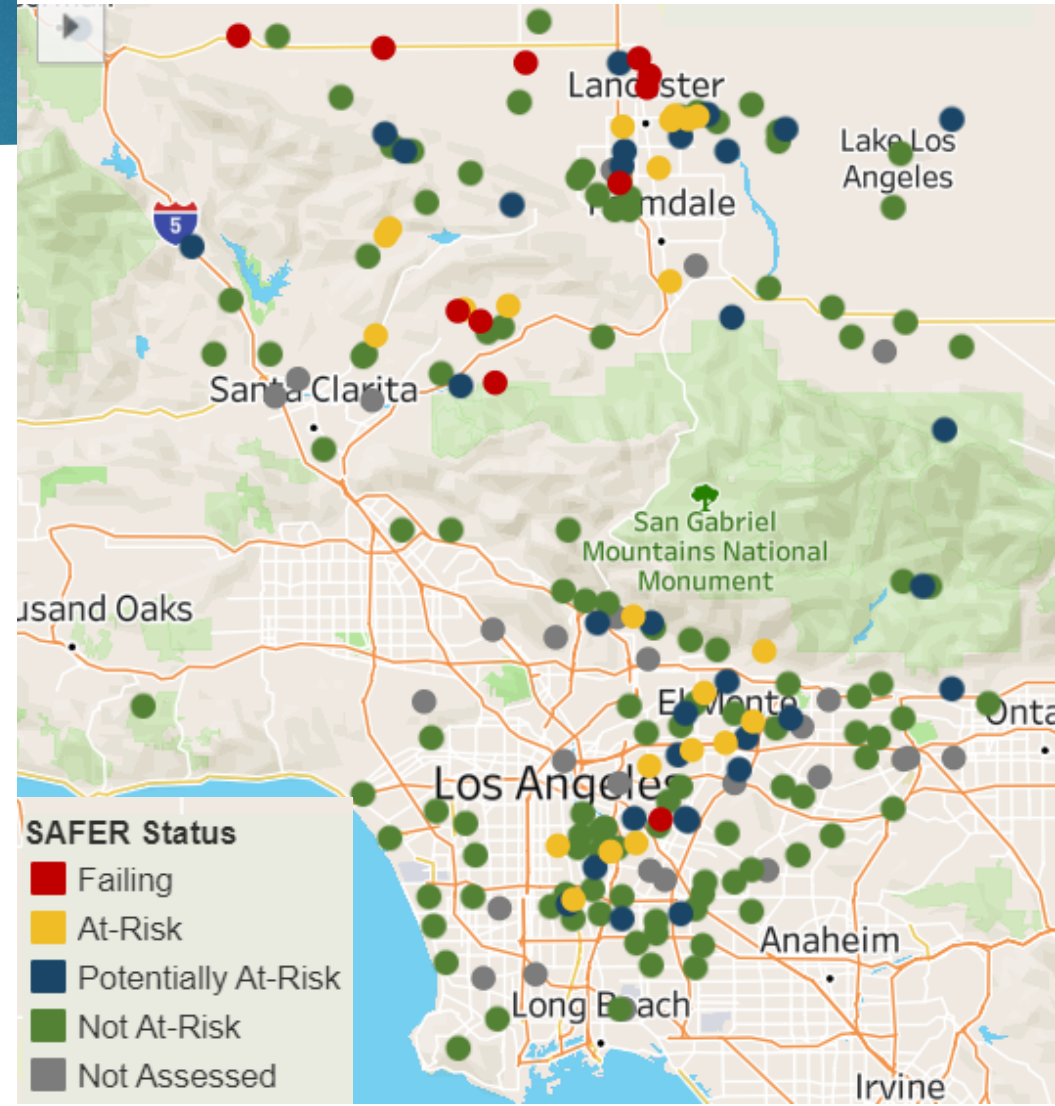 Lancaster
Lake Los
Angeles
5
Palmdale
Santa Clarita
San Gabriel
Mountains National
Monument
usand Oaks
El Monte
Onta
Los Angeles
SAFER Status
Failing
At-Risk
Potentially At-Risk
Not At-Risk
Not Assessed
Anaheim
Long Beach
Irvine